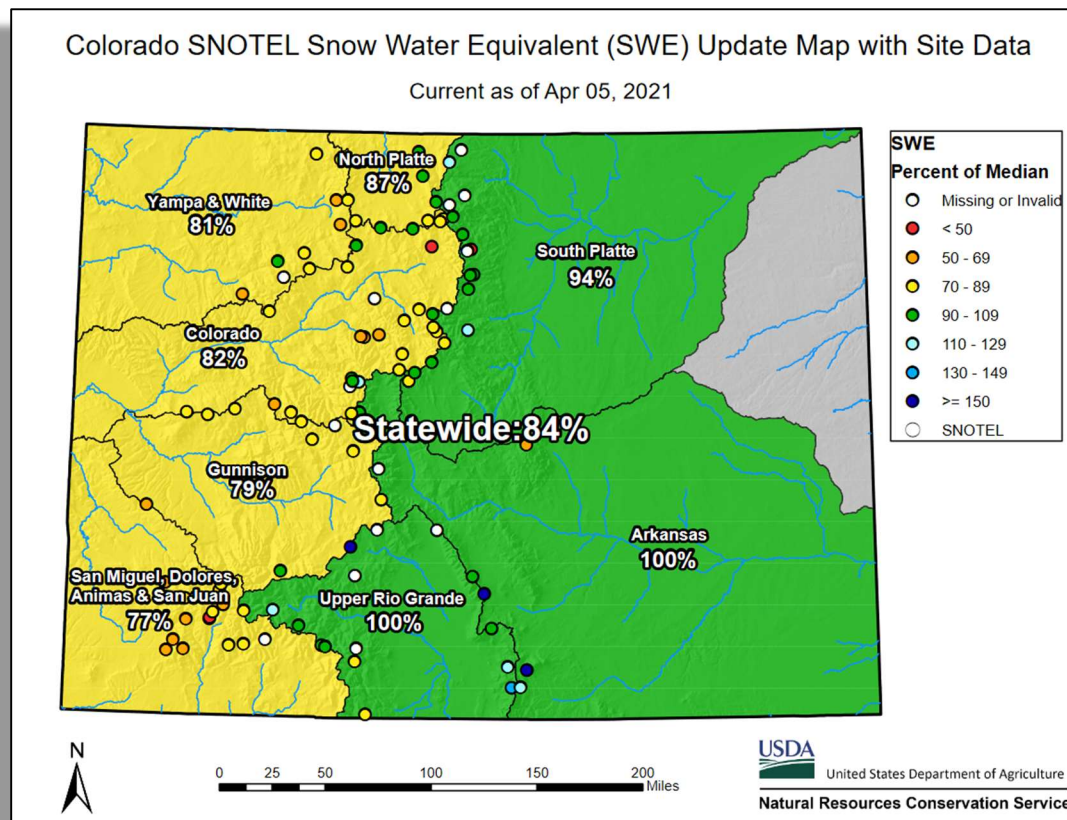 Colorado SNOTEL Snow Water Equivalent (SWE) Update Map with Site Data
Current as of Apr 05, 2021
North Platte
87%
Yampa & White
81%
South Platte
94%
Colorado
82%
Statewide:84%
Gunnison
79%
Arkansas
100%
San Miguel, Dolores,
Animas & San Juan
77%
Upper Rio Grande
100%
SWE
Percent of Median
Missing or Invalid
< 50
50 - 69
70 - 89
90 - 109
110 - 129
130 - 149
>= 150
SNOTEL
N
0 25 50 100 150 200
Miles
USDA
United States Department of Agriculture
Natural Resources Conservation Service